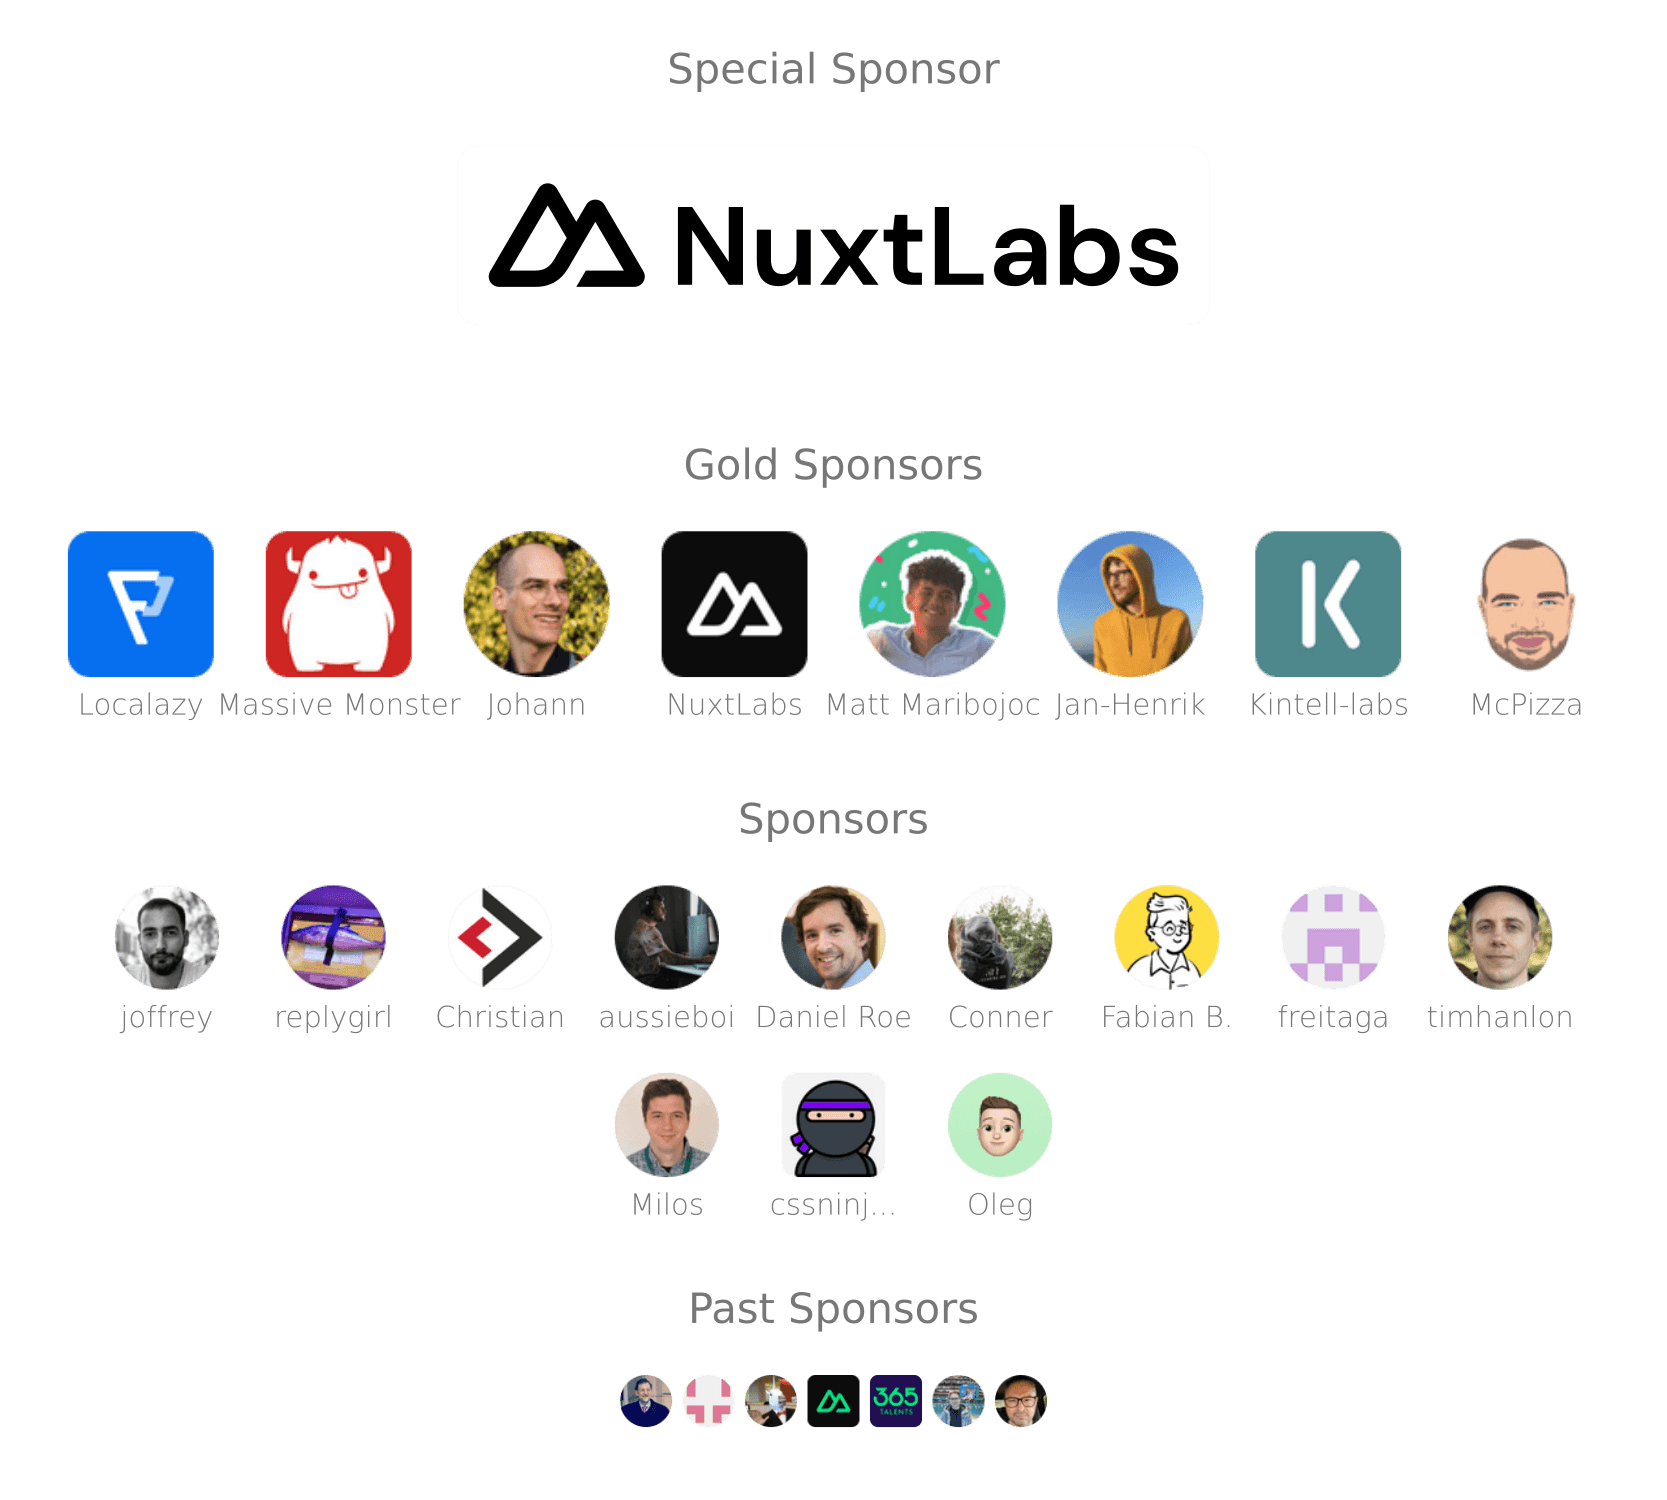 Special Sponsor
NuxtLabs
Gold Sponsors
Localazy Massive Monster Johann NuxtLabs Matt Maribojoc Jan-Henrik Kintell-labs McPizza
Sponsors
joffrey replygirl Christian aussieboi Daniel Roe Conner Fabian B. freitaga timhanlon
Milos cssninj... Oleg
Past Sponsors
365
TALENTS